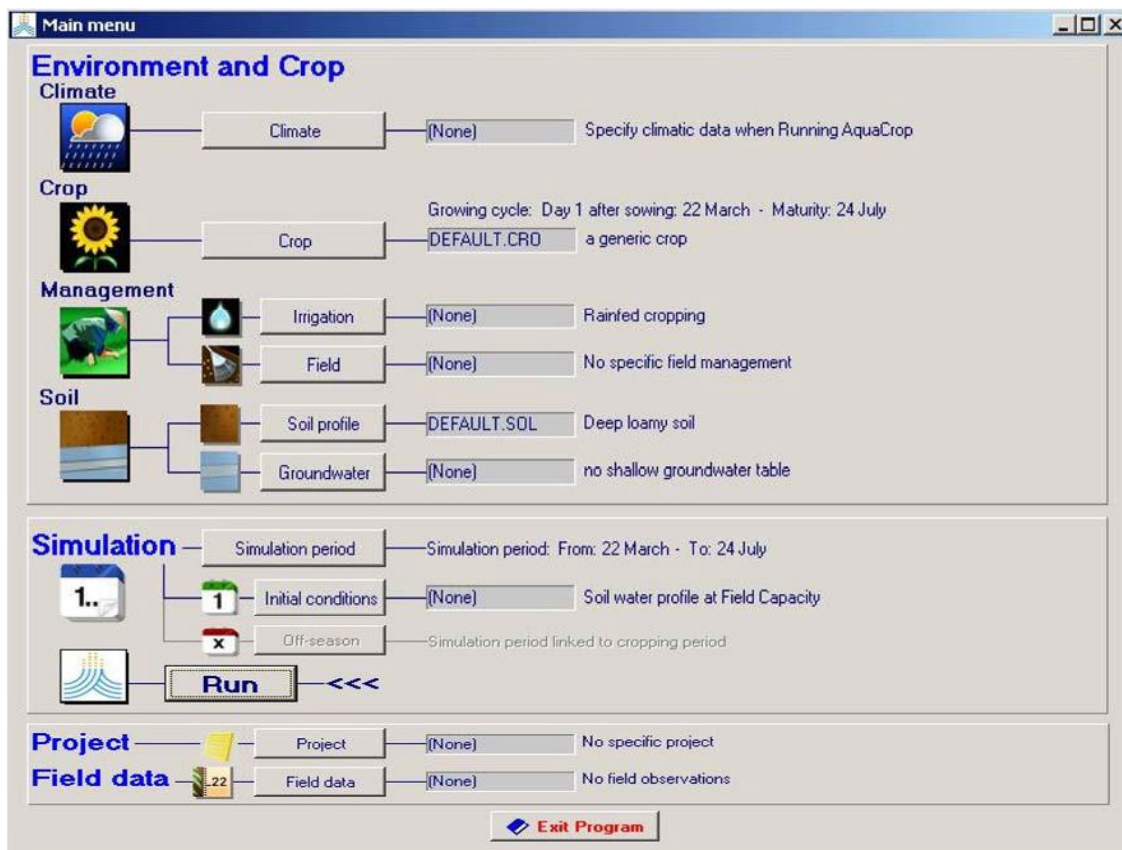 Main menu
Environment and Crop
Climate
Climate (None) Specify climatic data when Running AquaCrop
Crop
Growing cycle: Day 1 after sowing: 22 March - Maturity: 24 July
Crop DEFAULT.CRO a generic crop
Management
Irrigation (None) Rainfed cropping
Field (None) No specific field management
Soil
Soil profile DEFAULT.SOL Deep loamy soil
Groundwater (None) no shallow groundwater table
Simulation Simulation period Simulation period: From: 22 March - To: 24 July
1.. 1 Initial conditions (None) Soil water profile at Field Capacity
x Off-season Simulation period linked to cropping period
Run <<<
Project Project (None) No specific project
Field data ..22 Field data (None) No field observations
Exit Program